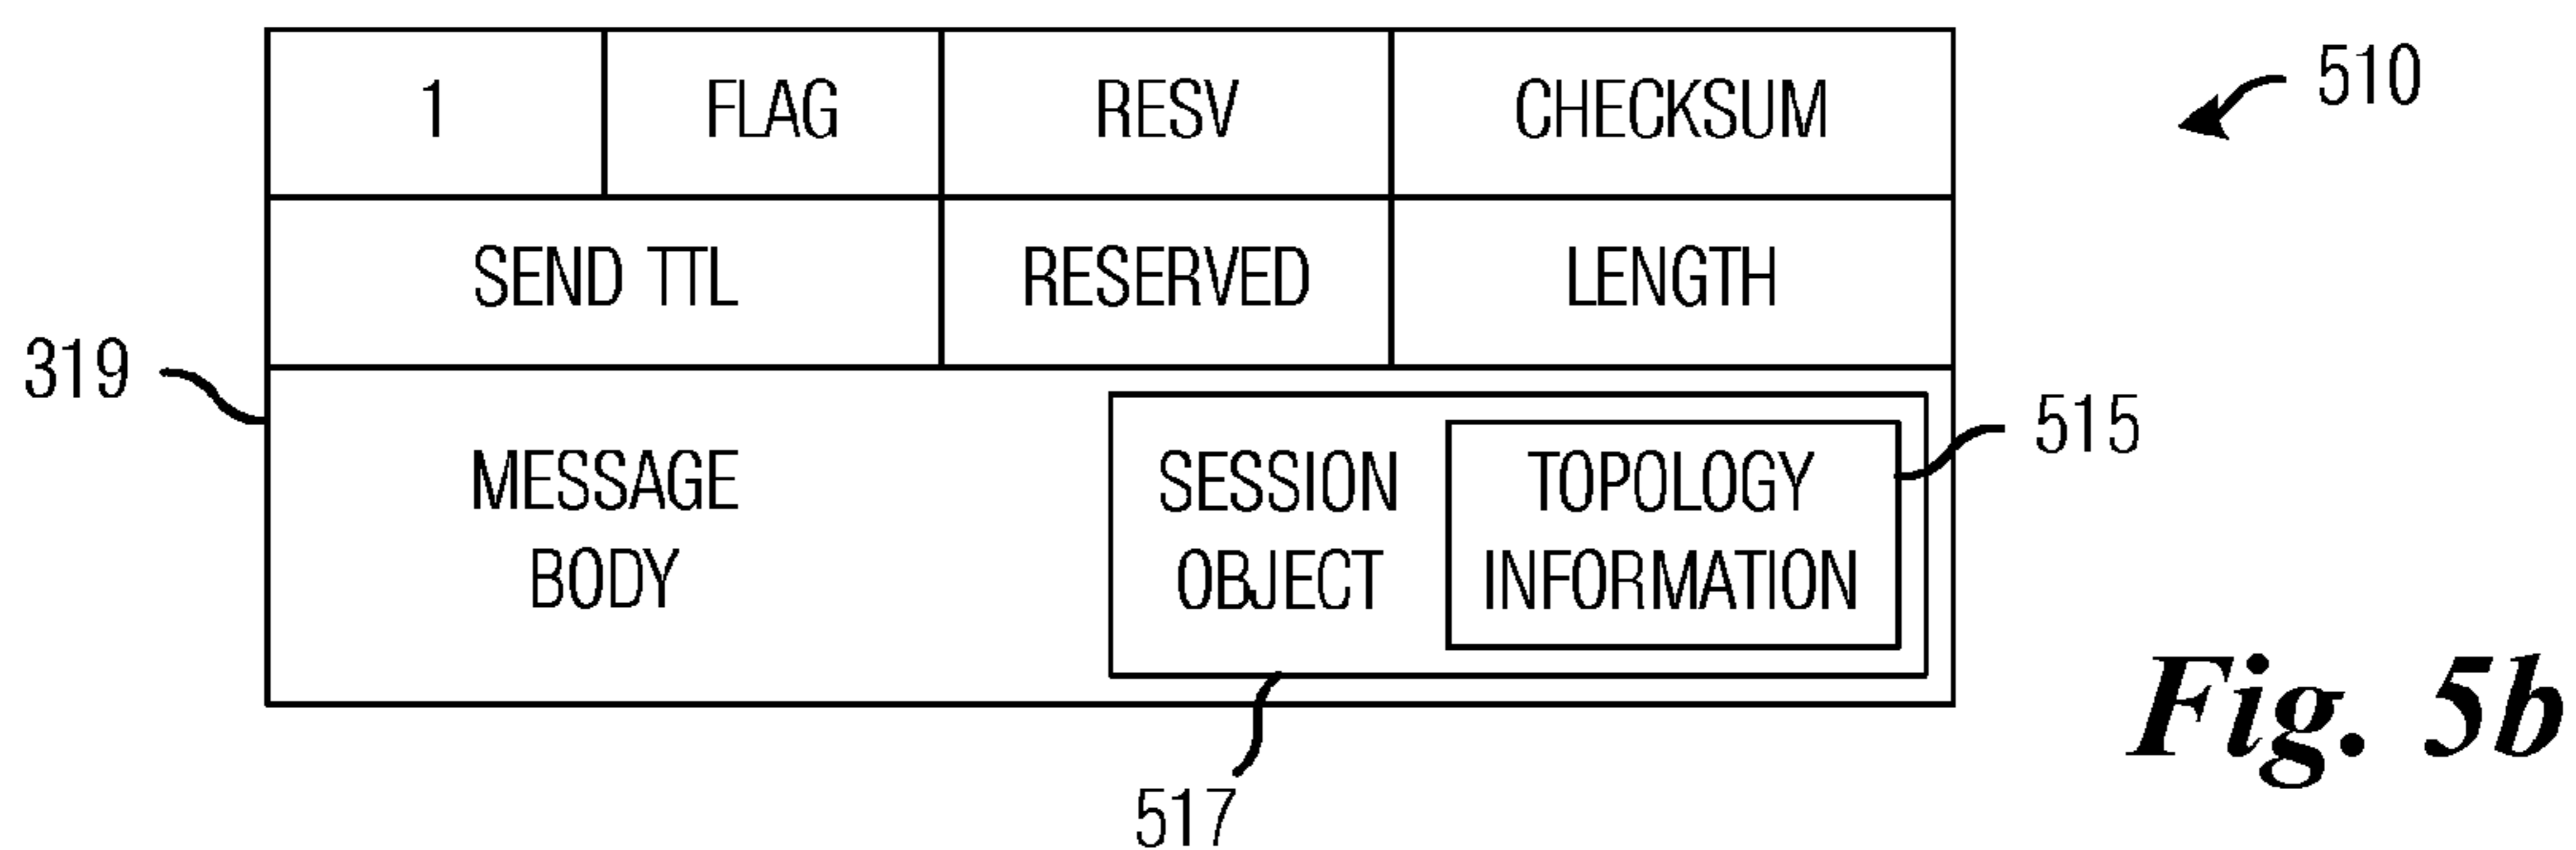 1 FLAG RESV CHECKSUM 510
SEND TTL RESERVED LENGTH
319
MESSAGE
BODY
SESSION
OBJECT
TOPOLOGY
INFORMATION
515
517
Fig. 5b